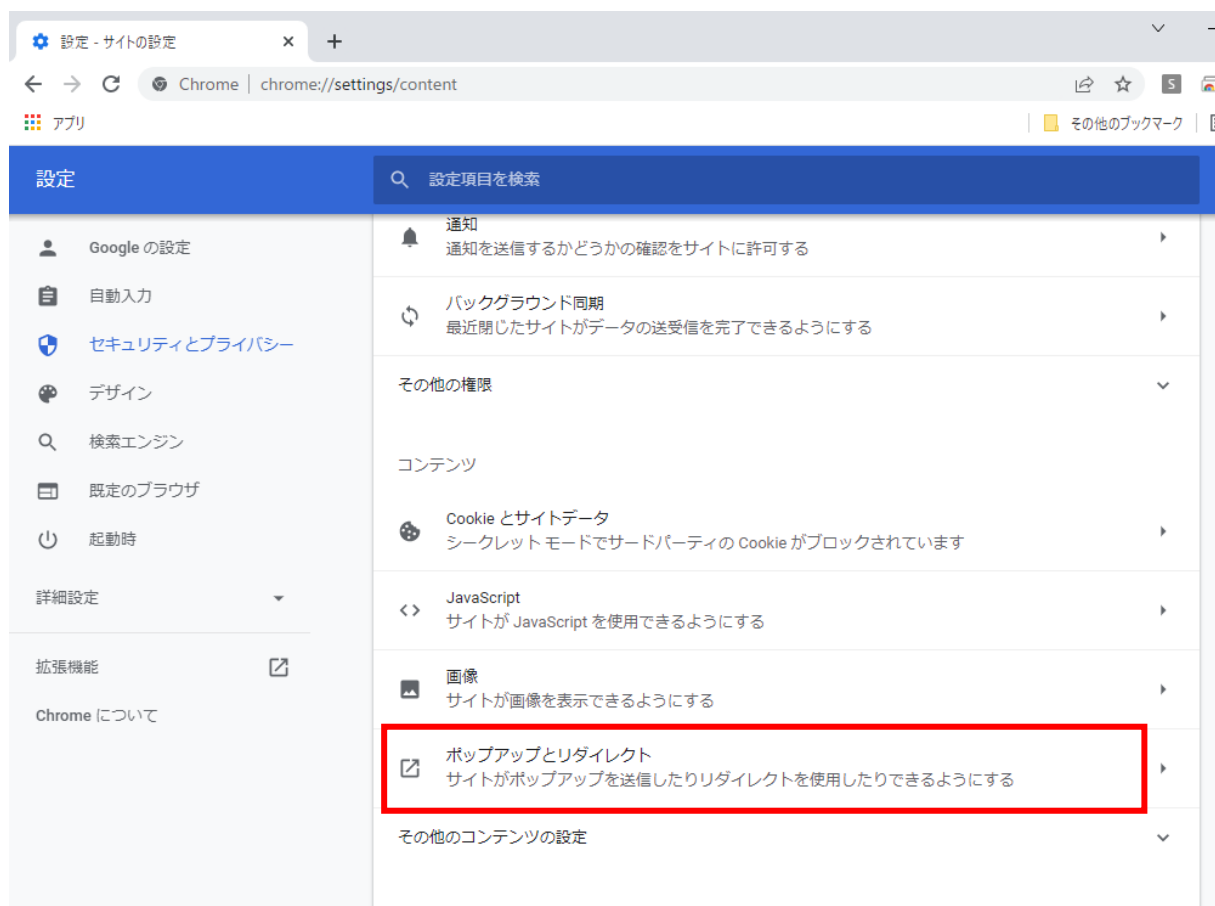 設定 - サイトの設定
Chrome | chrome://settings/content
S
アプリ
その他のブックマーク
設定
設定項目を検索
Google の設定
自動入力
セキュリティとプライバシー
デザイン
検索エンジン
既定のブラウザ
起動時
詳細設定
拡張機能
Chrome について
通知
通知を送信するかどうかの確認をサイトに許可する
バックグラウンド同期
最近閉じたサイトがデータの送受信を完了できるようにする
その他の権限
コンテンツ
Cookie とサイトデータ
シークレット モードでサードパーティの Cookie がブロックされています
JavaScript
サイトが JavaScript を使用できるようにする
画像
サイトが画像を表示できるようにする
ポップアップとリダイレクト
サイトがポップアップを送信したりリダイレクトを使用したりできるようにする
その他のコンテンツの設定